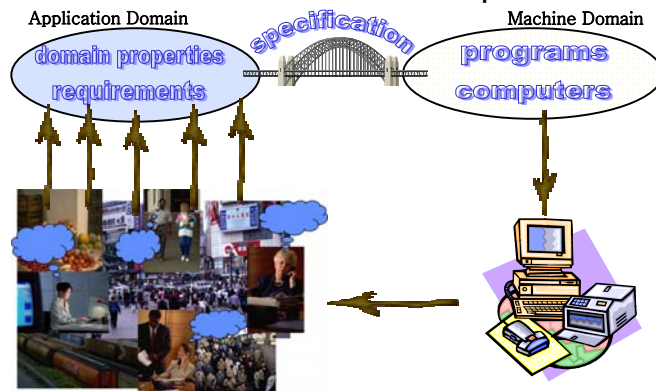 Application Domain
Machine Domain
specification
domain properties
requirements
programs
computers